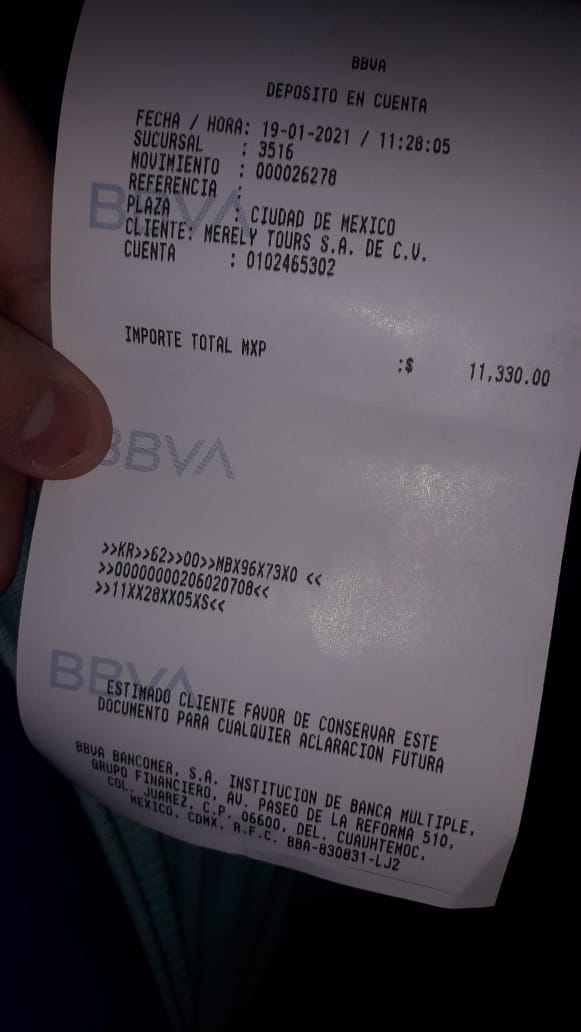 BBVA
DEPOSITO EN CUENTA
FECHA / HORA: 19-01-2021 / 11:28:05
SUCURSAL : 3516
MOVIMIENTO : 000026278
REFERENCIA :
PLAZA : CIUDAD DE MEXICO
CLIENTE: MERELY TOURS S.A. DE C.V.
CUENTA : 0102465302
BBVA
IMPORTE TOTAL MXP :$ 11,330.00
BBVA
>>KR>>62>>00>>MBX96X73X0 <<
>>00000000206020708<<
>>11XX28XX05XS<<
BBVA
ESTIMADO CLIENTE FAVOR DE CONSERVAR ESTE
DOCUMENTO PARA CUALQUIER ACLARACION FUTURA
BBVA BANCOMER, S.A. INSTITUCION DE BANCA MULTIPLE,
GRUPO FINANCIERO, AV. PASEO DE LA REFORMA 510,
COL. JUAREZ, C.P. 06600, DEL. CUAUHTEMOC,
MEXICO, CDMX, R.F.C. BBA-830831-LJ2